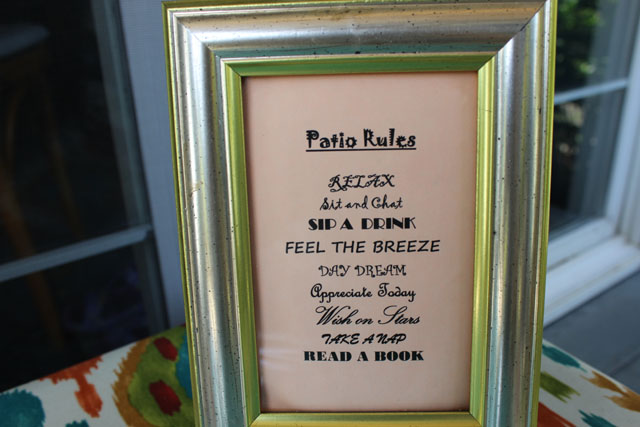 Patio Rules
RELAX
Sit and Chat
SIP A DRINK
FEEL THE BREEZE
DAY DREAM
Appreciate Today
Wish on Stars
TAKE A NAP
READ A BOOK